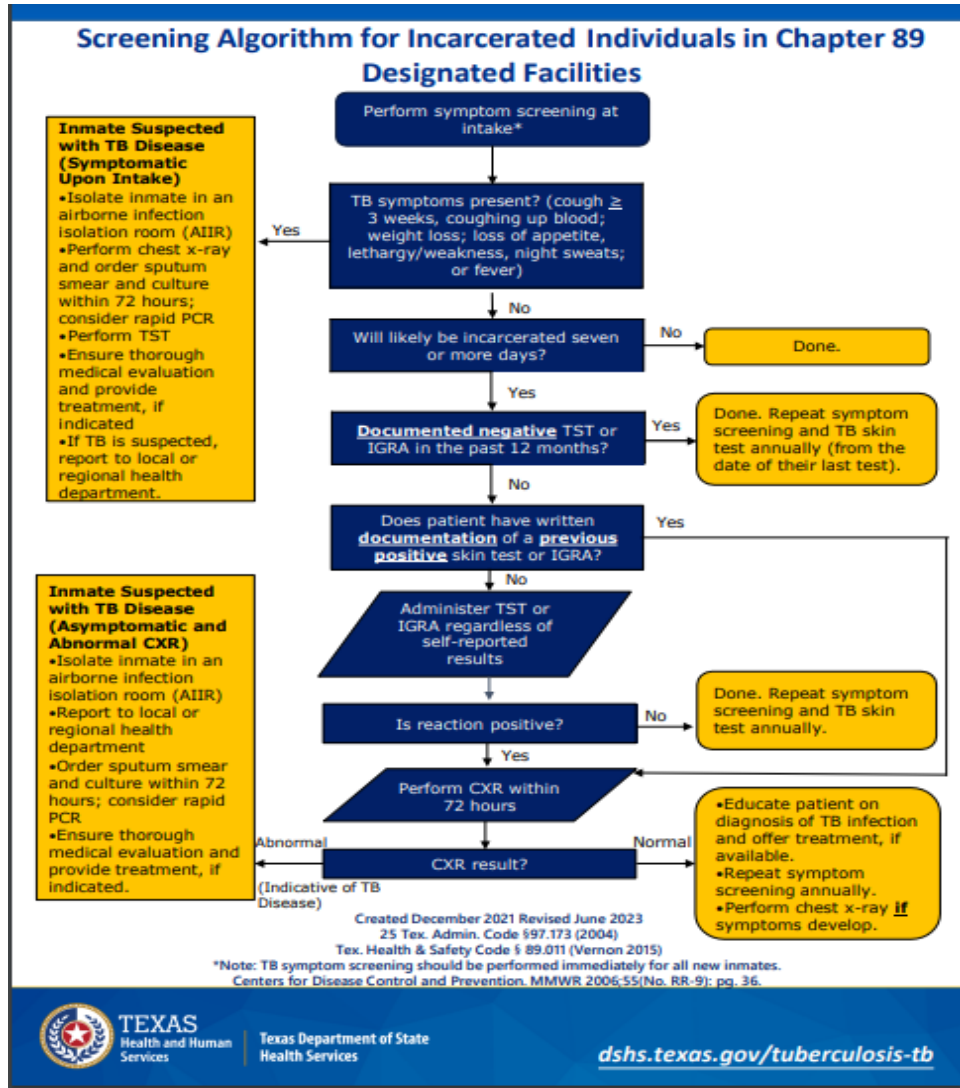 Screening Algorithm for Incarcerated Individuals in Chapter 89
Designated Facilities
Perform symptom screening at
intake*
Inmate Suspected
with TB Disease
(Symptomatic
Upon Intake)
•Isolate inmate in an
airborne infection
isolation room (AIIR)
•Perform chest x-ray
and order sputum
smear and culture
within 72 hours;
consider rapid PCR
•Perform TST
•Ensure thorough
medical evaluation
and provide
treatment, if
indicated
•If TB is suspected,
report to local or
regional health
department.
Yes
TB symptoms present? (cough ≥
3 weeks, coughing up blood;
weight loss; loss of appetite,
lethargy/weakness, night sweats;
or fever)
No
Will likely be incarcerated seven
or more days?
No
Done.
Yes
Documented negative TST or
IGRA in the past 12 months?
Yes
Done. Repeat symptom
screening and TB skin
test annually (from the
date of their last test).
No
Does patient have written
documentation of a previous
positive skin test or IGRA?
Yes
No
Administer TST or
IGRA regardless of
self-reported
results
Is reaction positive?
No
Done. Repeat symptom
screening and TB skin
test annually.
Yes
Perform CXR within
72 hours
CXR result?
Abnormal
(Indicative of TB
Disease)
Inmate Suspected
with TB Disease
(Asymptomatic and
Abnormal CXR)
•Isolate inmate in an
airborne infection
isolation room (AIIR)
•Report to local or
regional health
department
•Order sputum smear
and culture within 72
hours; consider rapid
PCR
•Ensure thorough
medical evaluation and
provide treatment, if
indicated.
Normal
•Educate patient on
diagnosis of TB infection
and offer treatment, if
available.
•Repeat symptom
screening annually.
•Perform chest x-ray if
symptoms develop.
Created December 2021 Revised June 2023
25 Tex. Admin. Code §97.173 (2004)
Tex. Health & Safety Code § 89.011 (Vernon 2015)
*Note: TB symptom screening should be performed immediately for all new inmates.
Centers for Disease Control and Prevention. MMWR 2006;55(No. RR-9): pg. 36.
TEXAS
Health and Human
Services
Texas Department of State
Health Services
dshs.texas.gov/tuberculosis-tb